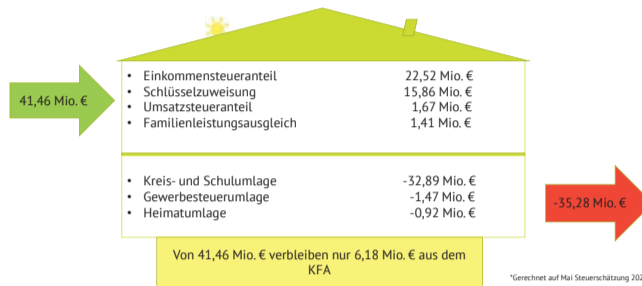 41,46 Mio. €
• Einkommensteueranteil 22,52 Mio. €
• Schlüsselzuweisung 15,86 Mio. €
• Umsatzsteueranteil 1,67 Mio. €
• Familienleistungsausgleich 1,41 Mio. €
• Kreis- und Schulumlage -32,89 Mio. €
• Gewerbesteuerumlage -1,47 Mio. €
• Heimatumlage -0,92 Mio. €
-35,28 Mio. €
Von 41,46 Mio. € verbleiben nur 6,18 Mio. € aus dem
KFA
*Gerechnet auf Mai Steuerschätzung